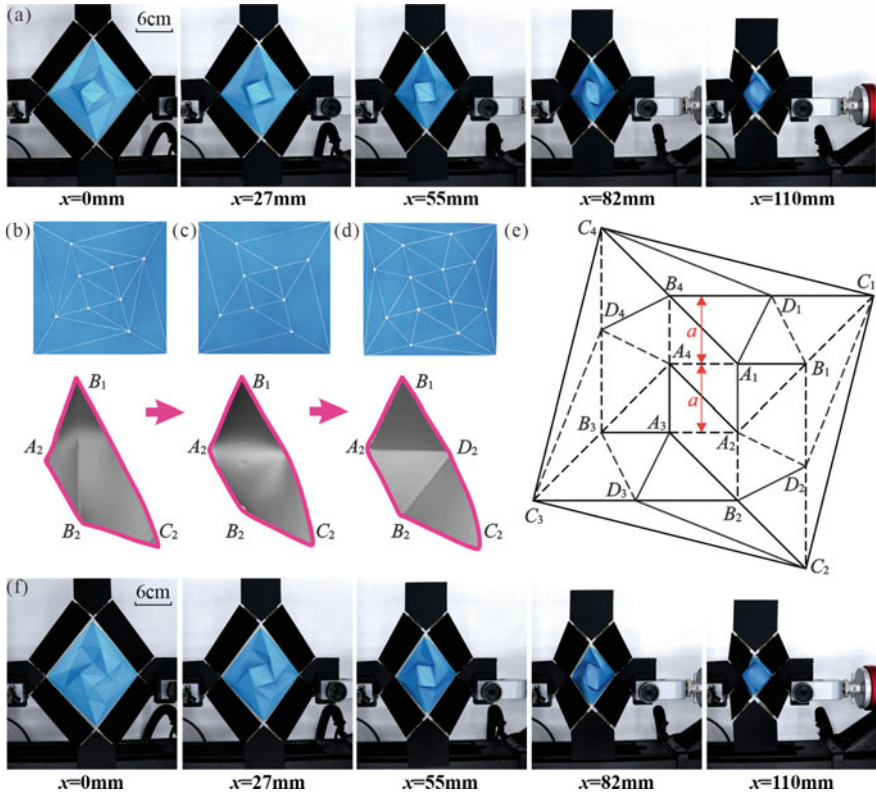 (a)
6cm
x=0mm
x=27mm
x=55mm
x=82mm
x=110mm
(b)
(c)
(d)
(e)
B1
A2
B2
C2
B1
A2
B2
C2
B1
A2
D2
B2
C2
C4
C1
B4
D1
D4
a
A4
A1
B1
a
B3
A3
A2
D3
D2
C3
B2
C2
(f)
6cm
x=0mm
x=27mm
x=55mm
x=82mm
x=110mm